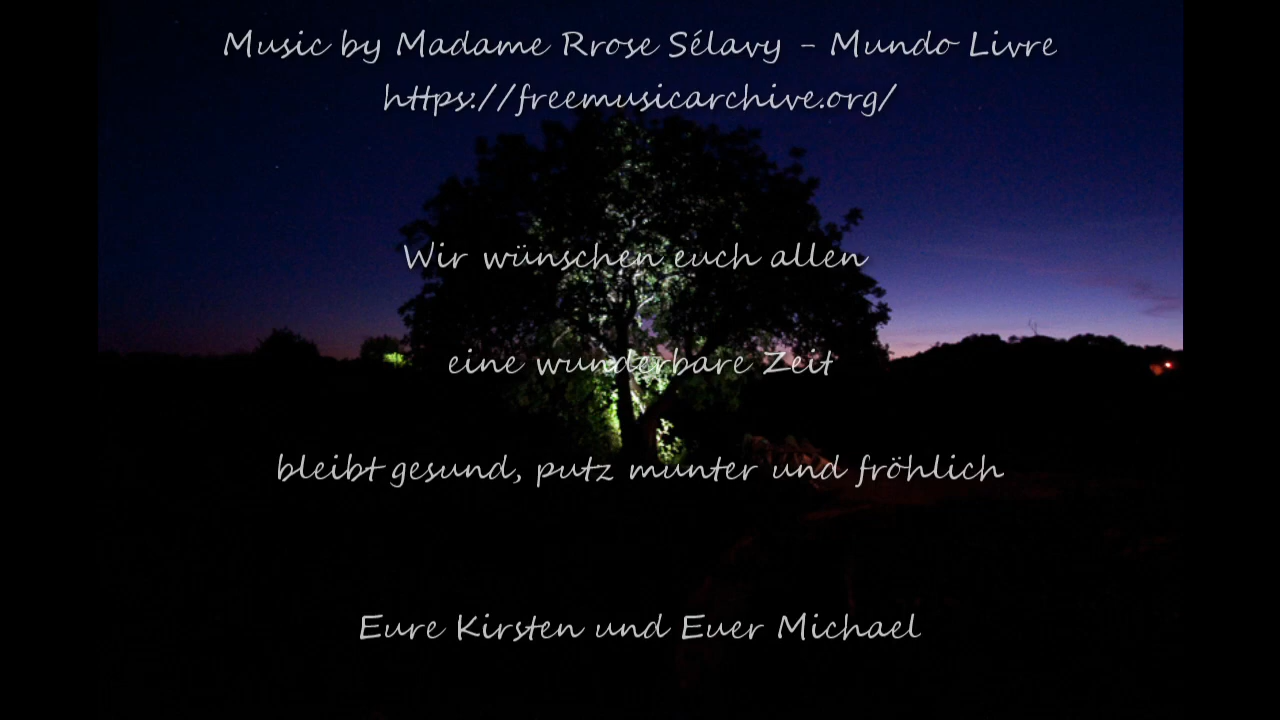 Music by Madame Rrose Sélavy - Mundo Livre
https://freemusicarchive.org/
Wir wünschen euch allen
eine wunderbare Zeit
bleibt gesund, putz munter und fröhlich
Eure Kirsten und Euer Michael